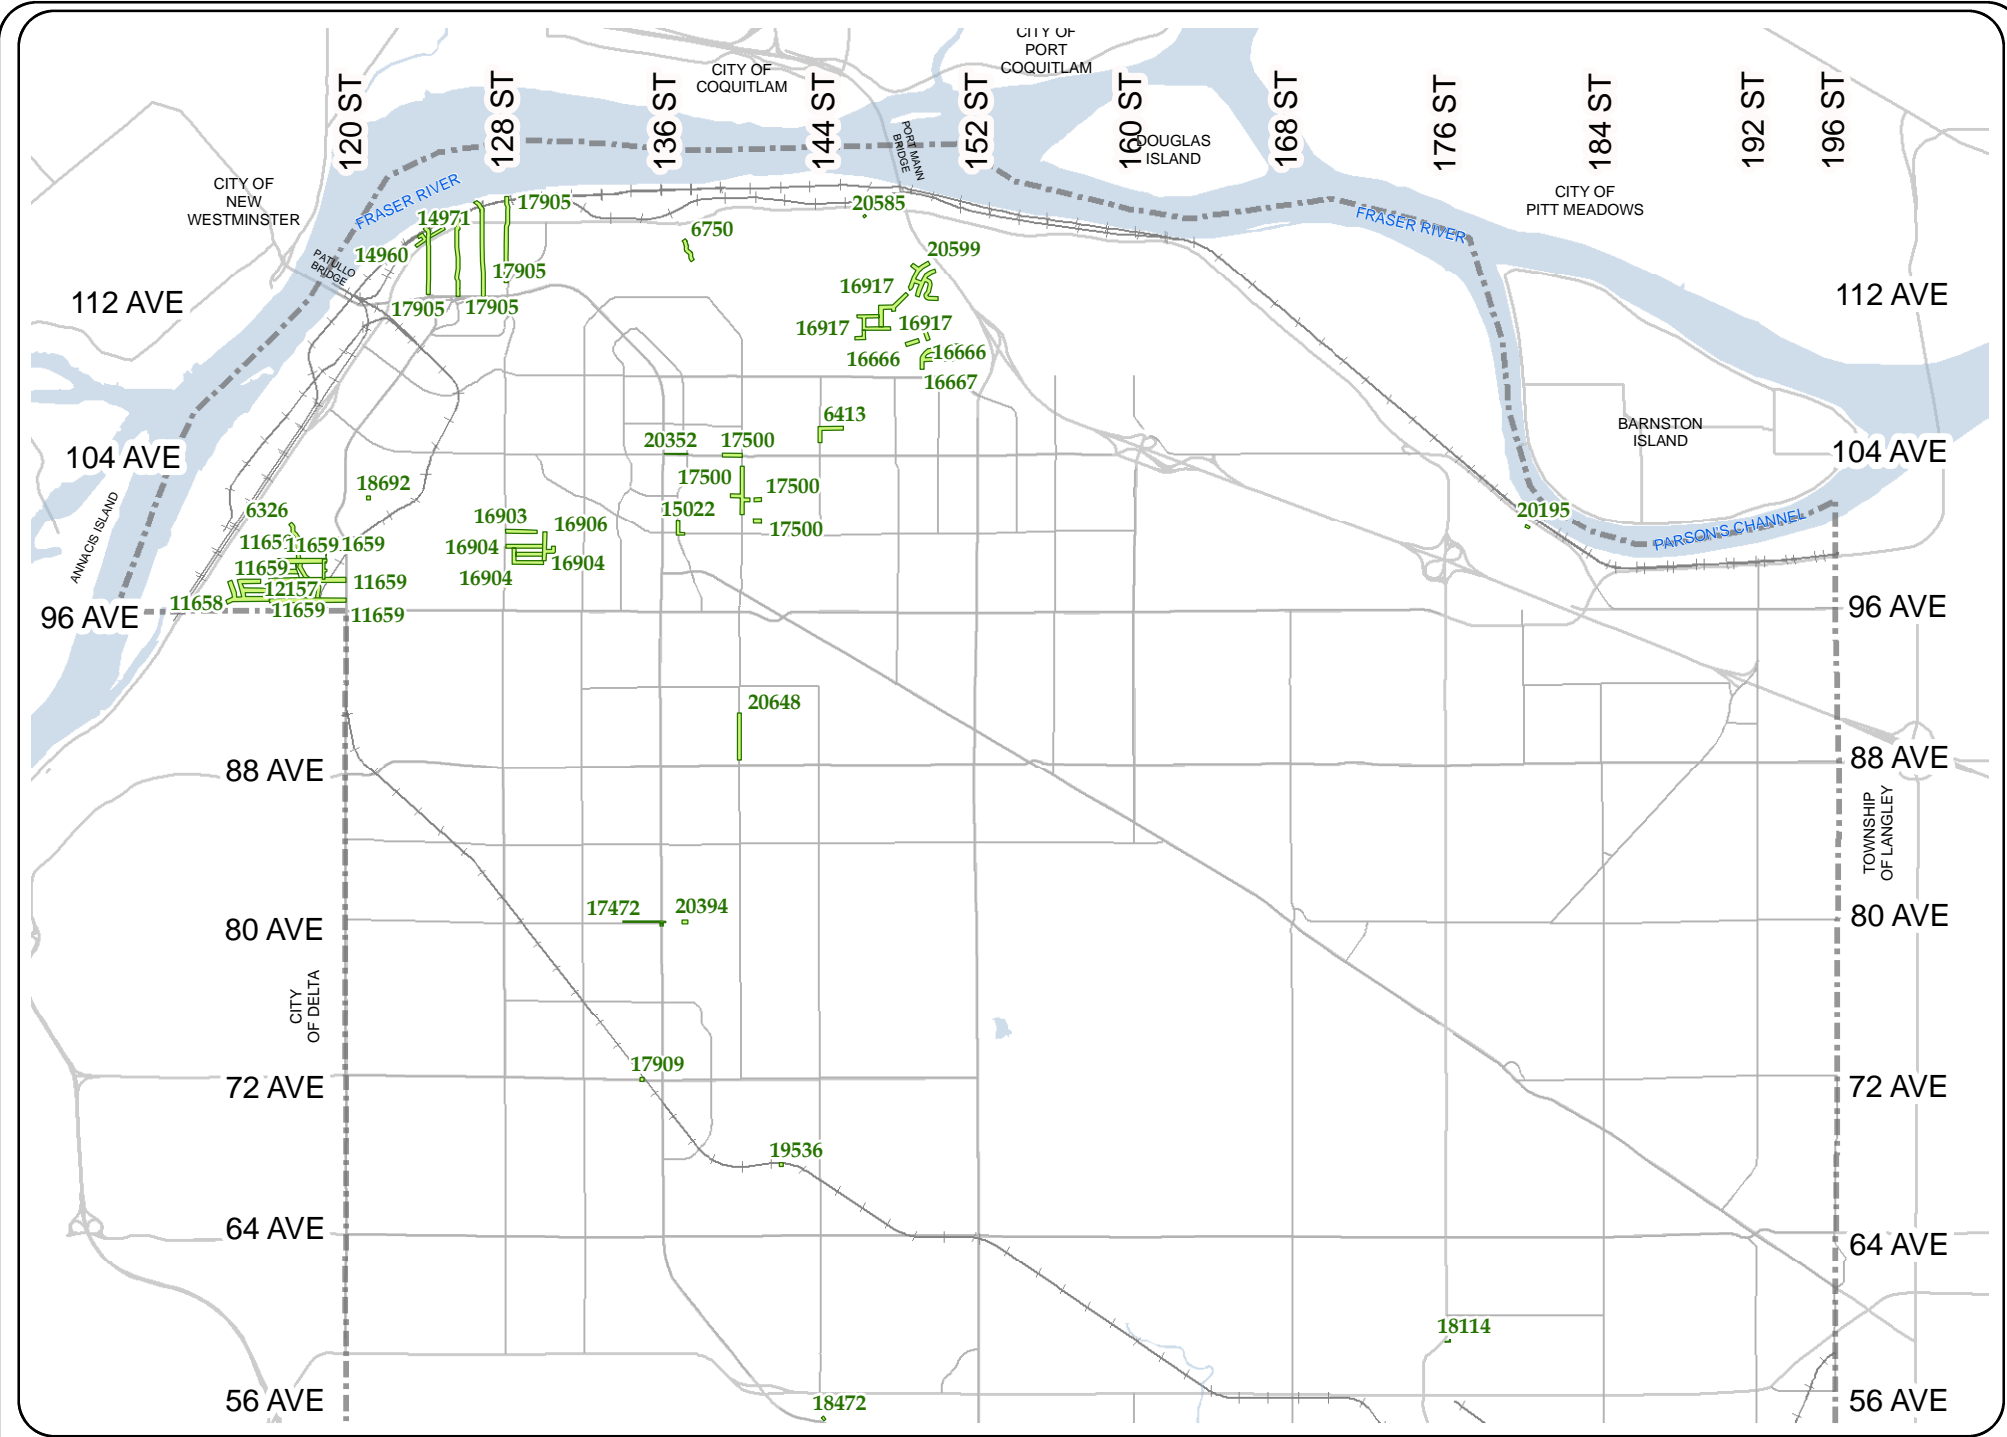 CITY OF
PORT
COQUITLAM
CITY OF
COQUITLAM
120 ST
128 ST
136 ST
144 ST
152 ST
160 ST
168 ST
176 ST
184 ST
192 ST
196 ST
PORT MANN
BRIDGE
DOUGLAS
ISLAND
CITY OF
NEW
WESTMINSTER
CITY OF
PITT MEADOWS
FRASER RIVER
FRASER RIVER
17905
20585
14971
6750
14960
PATULLO
BRIDGE
20599
17905
16917
112 AVE
112 AVE
17905
17905
16917
16917
16666
16666
16667
6413
BARNSTON
ISLAND
20352
17500
104 AVE
104 AVE
18692
17500
17500
ANNACIS ISLAND
6326
15022
20195
16903
16906
17500
PARSON'S CHANNEL
11659
11659
1659
16904
16904
11659
11659
16904
12157
11658
11659
11659
96 AVE
96 AVE
20648
88 AVE
88 AVE
TOWNSHIP
OF LANGLEY
17472
20394
80 AVE
80 AVE
CITY
OF DELTA
17909
72 AVE
72 AVE
19536
64 AVE
64 AVE
18114
56 AVE
18472
56 AVE